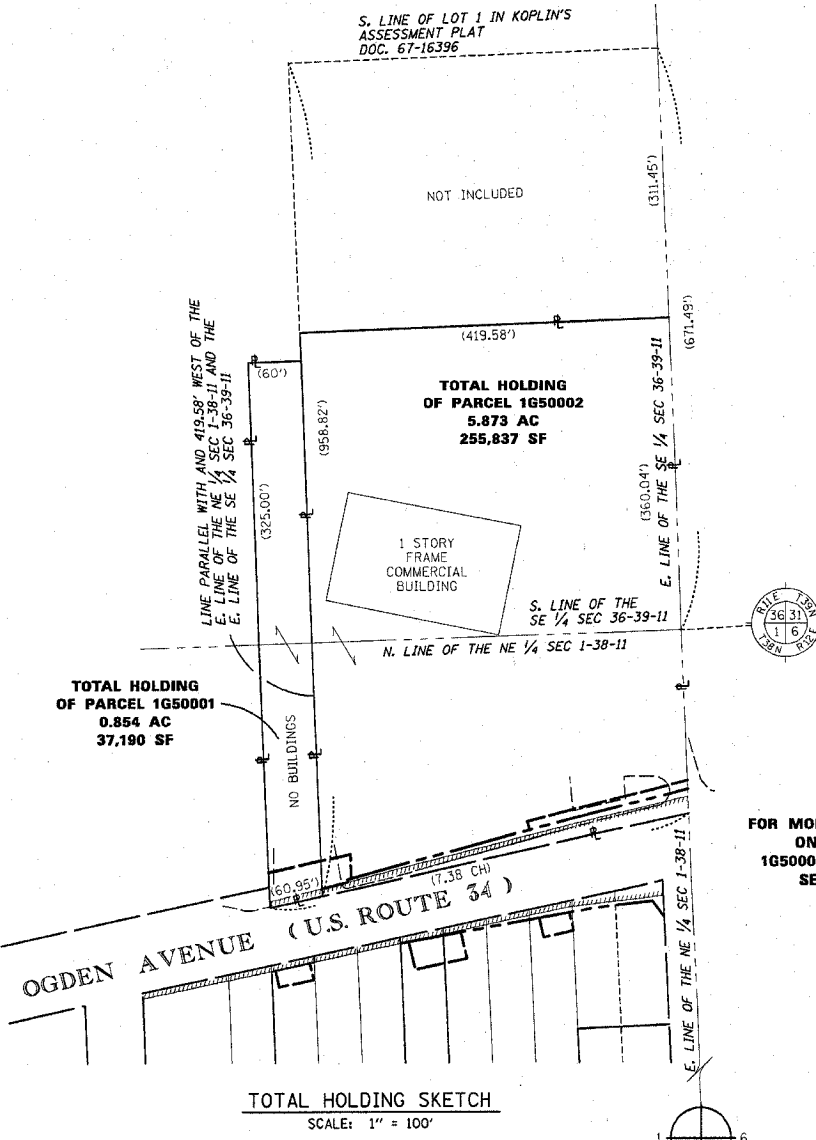 S. LINE OF LOT 1 IN KOPLIN'S
ASSESSMENT PLAT
DOC. 67-16396
NOT INCLUDED
(311.45')
(671.49')
(419.58')
(60')
LINE PARALLEL WITH AND 419.58' WEST OF THE
E. LINE OF THE NE 1/4 SEC 1-38-11 AND THE
E. LINE OF THE SE 1/4 SEC 36-39-11
TOTAL HOLDING
OF PARCEL 1G50002
5.873 AC
255,837 SF
(958.82')
(325.00')
(360.04')
E. LINE OF THE SE 1/4 SEC 36-39-11
1 STORY
FRAME
COMMERCIAL
BUILDING
S. LINE OF THE
SE 1/4 SEC 36-39-11
N. LINE OF THE NE 1/4 SEC 1-38-11
R11E T39N
36 31
1 6
T38N R12E
TOTAL HOLDING
OF PARCEL 1G50001
0.854 AC
37,190 SF
NO BUILDINGS
FOR MO
ON
1G5000
SE
(60.95')
(7.38 CH)
OGDEN AVENUE (U.S. ROUTE 34)
E. LINE OF THE NE 1/4 SEC 1-38-11
TOTAL HOLDING SKETCH
SCALE: 1" = 100'
1 6